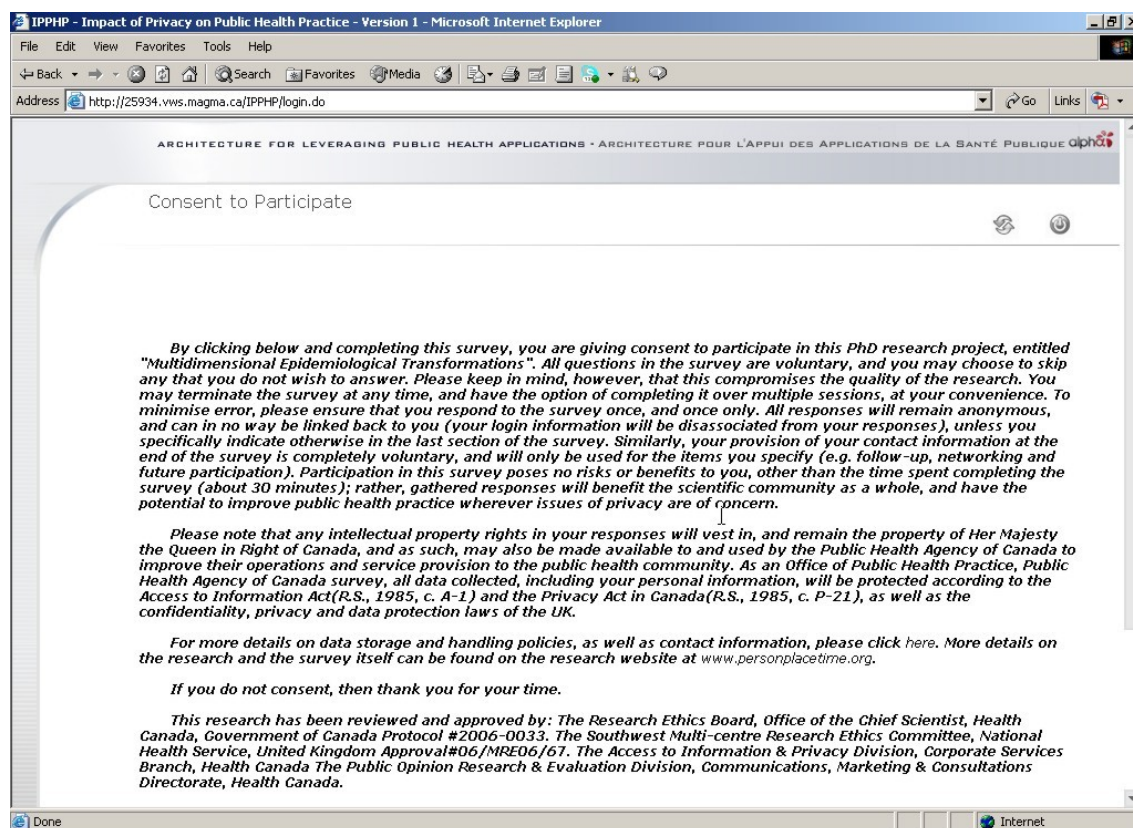 IPPHP - Impact of Privacy on Public Health Practice - Version 1 - Microsoft Internet Explorer
File Edit View Favorites Tools Help
Back Search Favorites Media
Address http://25934.vws.magma.ca/IPPHP/login.do Go Links
ARCHITECTURE FOR LEVERAGING PUBLIC HEALTH APPLICATIONS · ARCHITECTURE POUR L'APPUI DES APPLICATIONS DE LA SANTÉ PUBLIQUE alpha
Consent to Participate
By clicking below and completing this survey, you are giving consent to participate in this PhD research project, entitled
"Multidimensional Epidemiological Transformations". All questions in the survey are voluntary, and you may choose to skip
any that you do not wish to answer. Please keep in mind, however, that this compromises the quality of the research. You
may terminate the survey at any time, and have the option of completing it over multiple sessions, at your convenience. To
minimise error, please ensure that you respond to the survey once, and once only. All responses will remain anonymous,
and can in no way be linked back to you (your login information will be disassociated from your responses), unless you
specifically indicate otherwise in the last section of the survey. Similarly, your provision of your contact information at the
end of the survey is completely voluntary, and will only be used for the items you specify (e.g. follow-up, networking and
future participation). Participation in this survey poses no risks or benefits to you, other than the time spent completing the
survey (about 30 minutes); rather, gathered responses will benefit the scientific community as a whole, and have the
potential to improve public health practice wherever issues of privacy are of concern.
Please note that any intellectual property rights in your responses will vest in, and remain the property of Her Majesty
the Queen in Right of Canada, and as such, may also be made available to and used by the Public Health Agency of Canada to
improve their operations and service provision to the public health community. As an Office of Public Health Practice, Public
Health Agency of Canada survey, all data collected, including your personal information, will be protected according to the
Access to Information Act(R.S., 1985, c. A-1) and the Privacy Act in Canada(R.S., 1985, c. P-21), as well as the
confidentiality, privacy and data protection laws of the UK.
For more details on data storage and handling policies, as well as contact information, please click here. More details on
the research and the survey itself can be found on the research website at www.personplacetime.org.
If you do not consent, then thank you for your time.
This research has been reviewed and approved by: The Research Ethics Board, Office of the Chief Scientist, Health
Canada, Government of Canada Protocol #2006-0033. The Southwest Multi-centre Research Ethics Committee, National
Health Service, United Kingdom Approval#06/MRE06/67. The Access to Information & Privacy Division, Corporate Services
Branch, Health Canada The Public Opinion Research & Evaluation Division, Communications, Marketing & Consultations
Directorate, Health Canada.
Done Internet